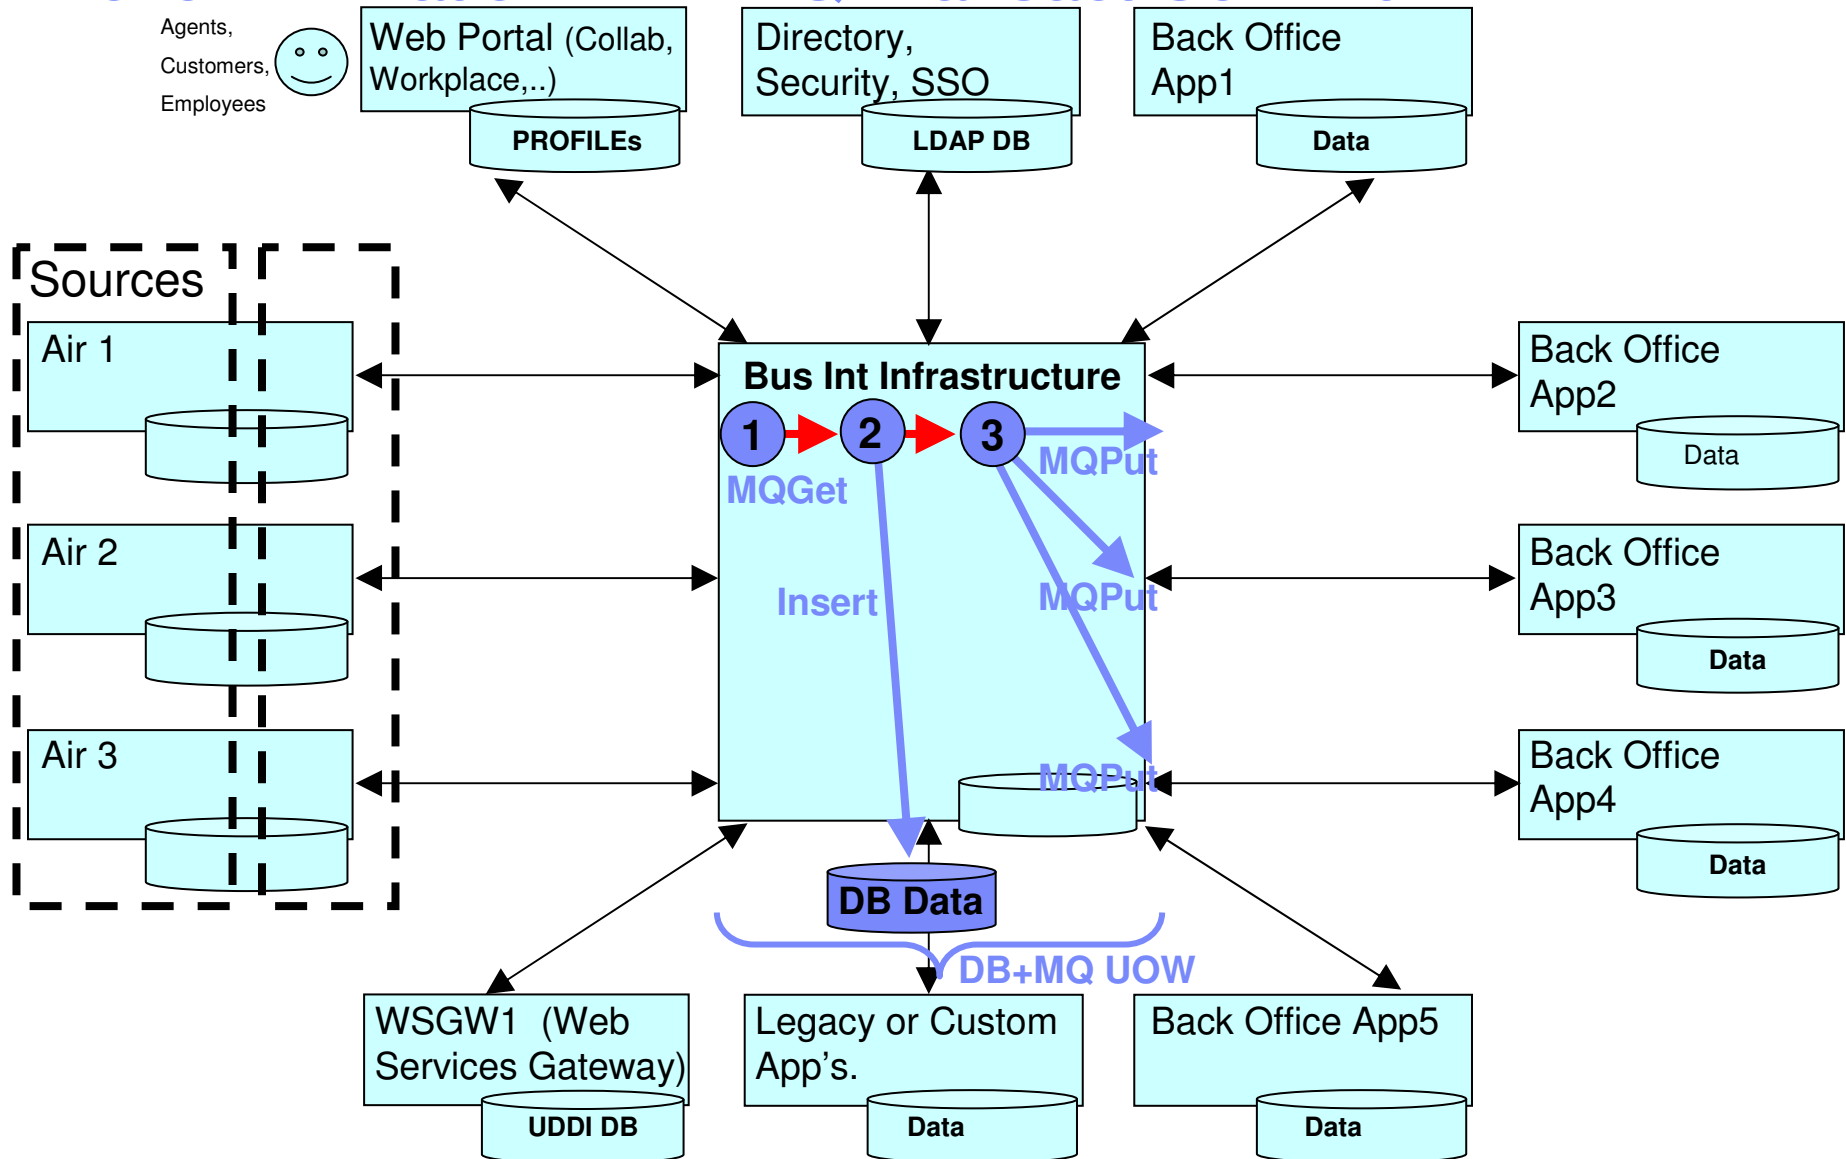 Agents,
Customers,
Employees
Web Portal (Collab,
Workplace,..)
PROFILEs
Directory,
Security, SSO
LDAP DB
Back Office
App1
Data
Sources
Air 1
Air 2
Air 3
Bus Int Infrastructure
1
2
3
MQGet
MQPut
Insert
MQPut
MQPut
Back Office
App2
Data
Back Office
App3
Data
Back Office
App4
Data
DB Data
DB+MQ UOW
WSGW1 (Web
Services Gateway)
UDDI DB
Legacy or Custom
App's.
Data
Back Office App5
Data